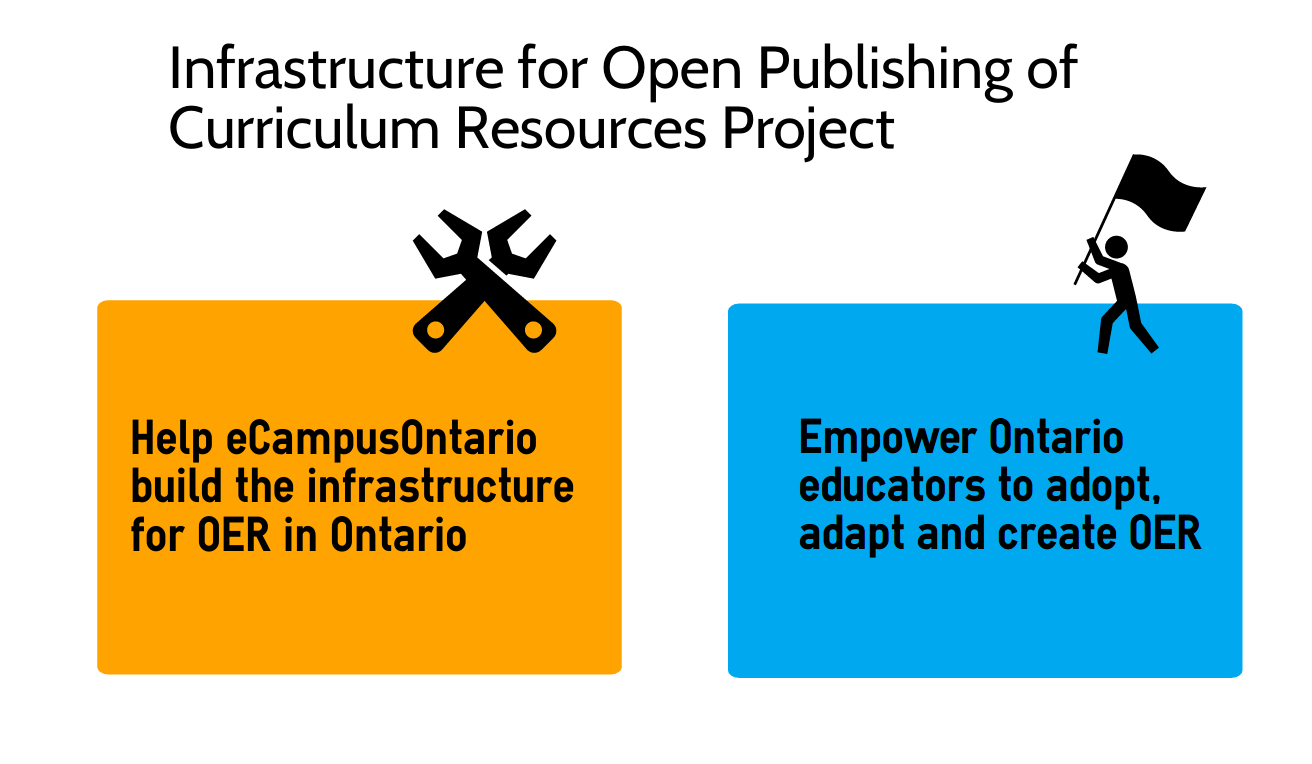 Infrastructure for Open Publishing of
Curriculum Resources Project
Help eCampusOntario
build the infrastructure
for OER in Ontario
Empower Ontario
educators to adopt,
adapt and create OER